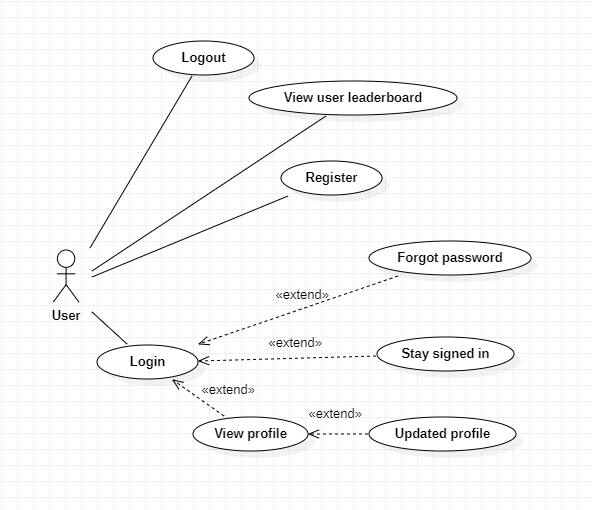 Logout
View user leaderboard
Register
Forgot password
«extend»
User
«extend»
Stay signed in
Login
«extend»
«extend»
View profile
Updated profile